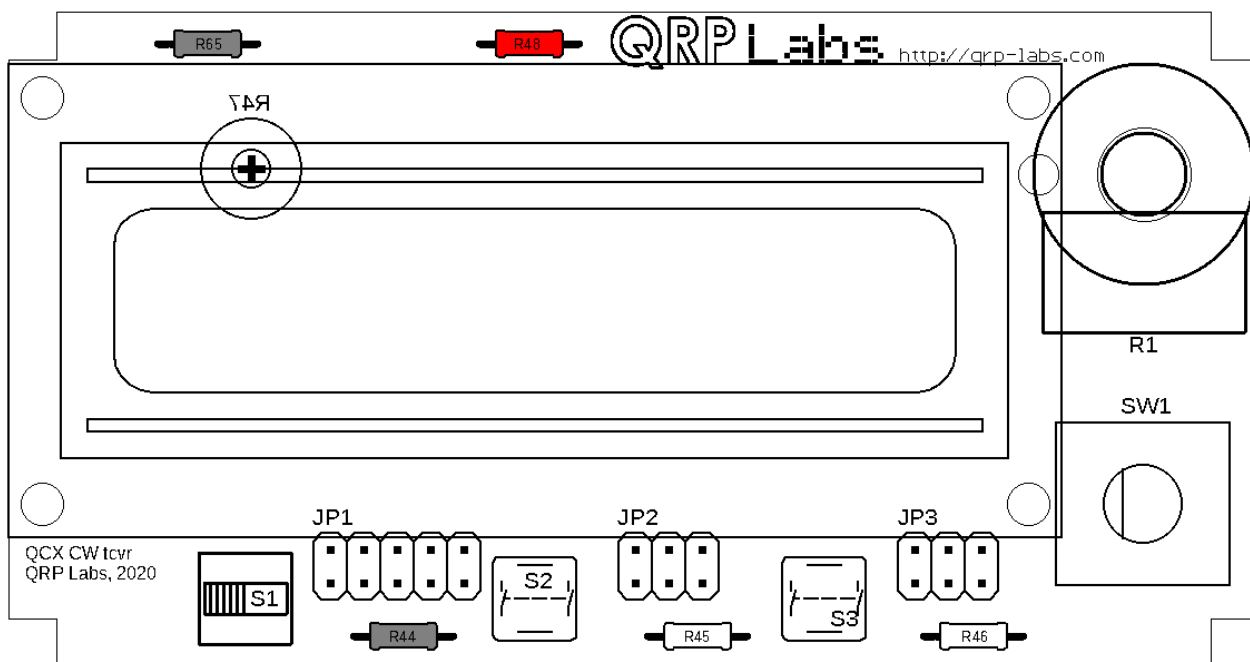 R65
R48
QRP Labs http://qrp-labs.com
R47
R1
SW1
JP1
JP2
JP3
QCX CW tcvr
QRP Labs, 2020
S1
S2
S3
R44
R45
R46